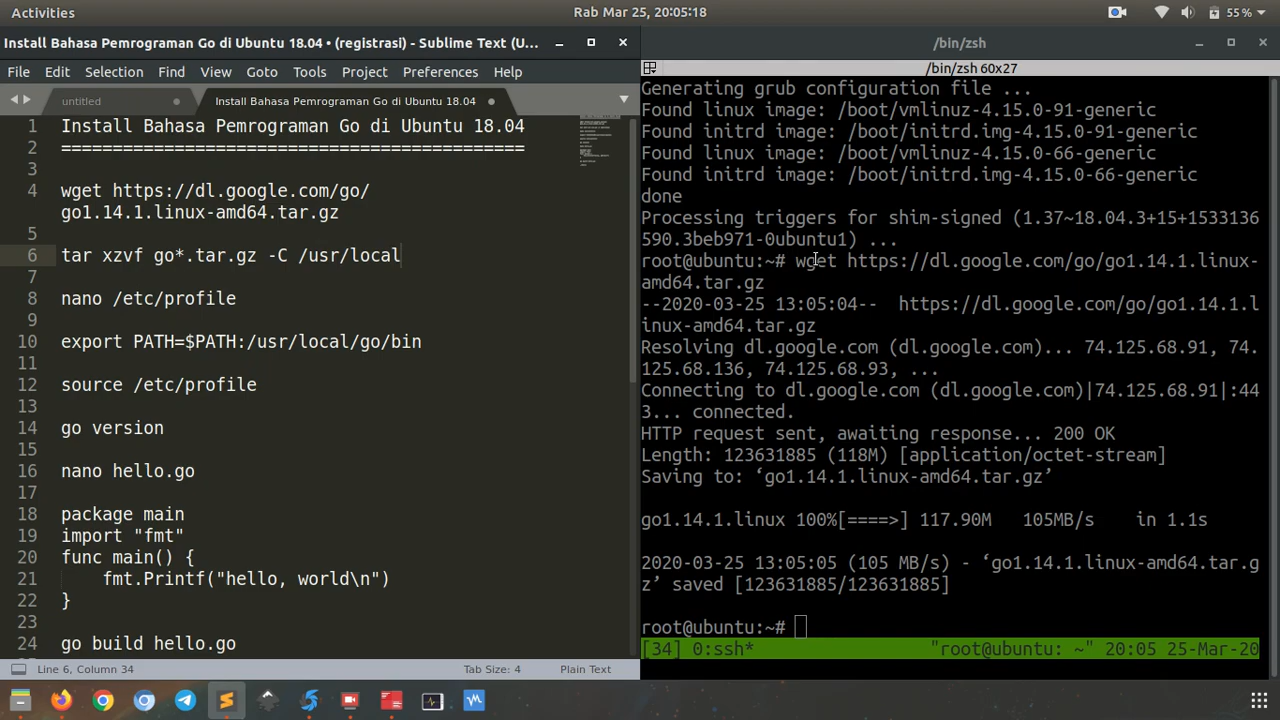 Activities
Rab Mar 25, 20:05:18
55 %
Install Bahasa Pemrograman Go di Ubuntu 18.04 • (registrasi) - Sublime Text (U...
File Edit Selection Find View Goto Tools Project Preferences Help
untitled
Install Bahasa Pemrograman Go di Ubuntu 18.04
1 Install Bahasa Pemrograman Go di Ubuntu 18.04
2 =============================================
3
4 wget https://dl.google.com/go/
go1.14.1.linux-amd64.tar.gz
5
6 tar xzvf go*.tar.gz -C /usr/local
7
8 nano /etc/profile
9
10 export PATH=$PATH:/usr/local/go/bin
11
12 source /etc/profile
13
14 go version
15
16 nano hello.go
17
18 package main
19 import "fmt"
20 func main() {
21 fmt.Printf("hello, world\n")
22 }
23
24 go build hello.go
Line 6, Column 34
Tab Size: 4
Plain Text
/bin/zsh
/bin/zsh 60x27
Generating grub configuration file ...
Found linux image: /boot/vmlinuz-4.15.0-91-generic
Found initrd image: /boot/initrd.img-4.15.0-91-generic
Found linux image: /boot/vmlinuz-4.15.0-66-generic
Found initrd image: /boot/initrd.img-4.15.0-66-generic
done
Processing triggers for shim-signed (1.37~18.04.3+15+1533136
590.3beb971-0ubuntu1) ...
root@ubuntu:~# wget https://dl.google.com/go/go1.14.1.linux-
amd64.tar.gz
--2020-03-25 13:05:04-- https://dl.google.com/go/go1.14.1.l
inux-amd64.tar.gz
Resolving dl.google.com (dl.google.com)... 74.125.68.91, 74.
125.68.136, 74.125.68.93, ...
Connecting to dl.google.com (dl.google.com)|74.125.68.91|:44
3... connected.
HTTP request sent, awaiting response... 200 OK
Length: 123631885 (118M) [application/octet-stream]
Saving to: ‘go1.14.1.linux-amd64.tar.gz’
go1.14.1.linux 100%[====>] 117.90M 105MB/s in 1.1s
2020-03-25 13:05:05 (105 MB/s) - ‘go1.14.1.linux-amd64.tar.g
z’ saved [123631885/123631885]
root@ubuntu:~#
[34] 0:ssh* "root@ubuntu: ~" 20:05 25-Mar-20